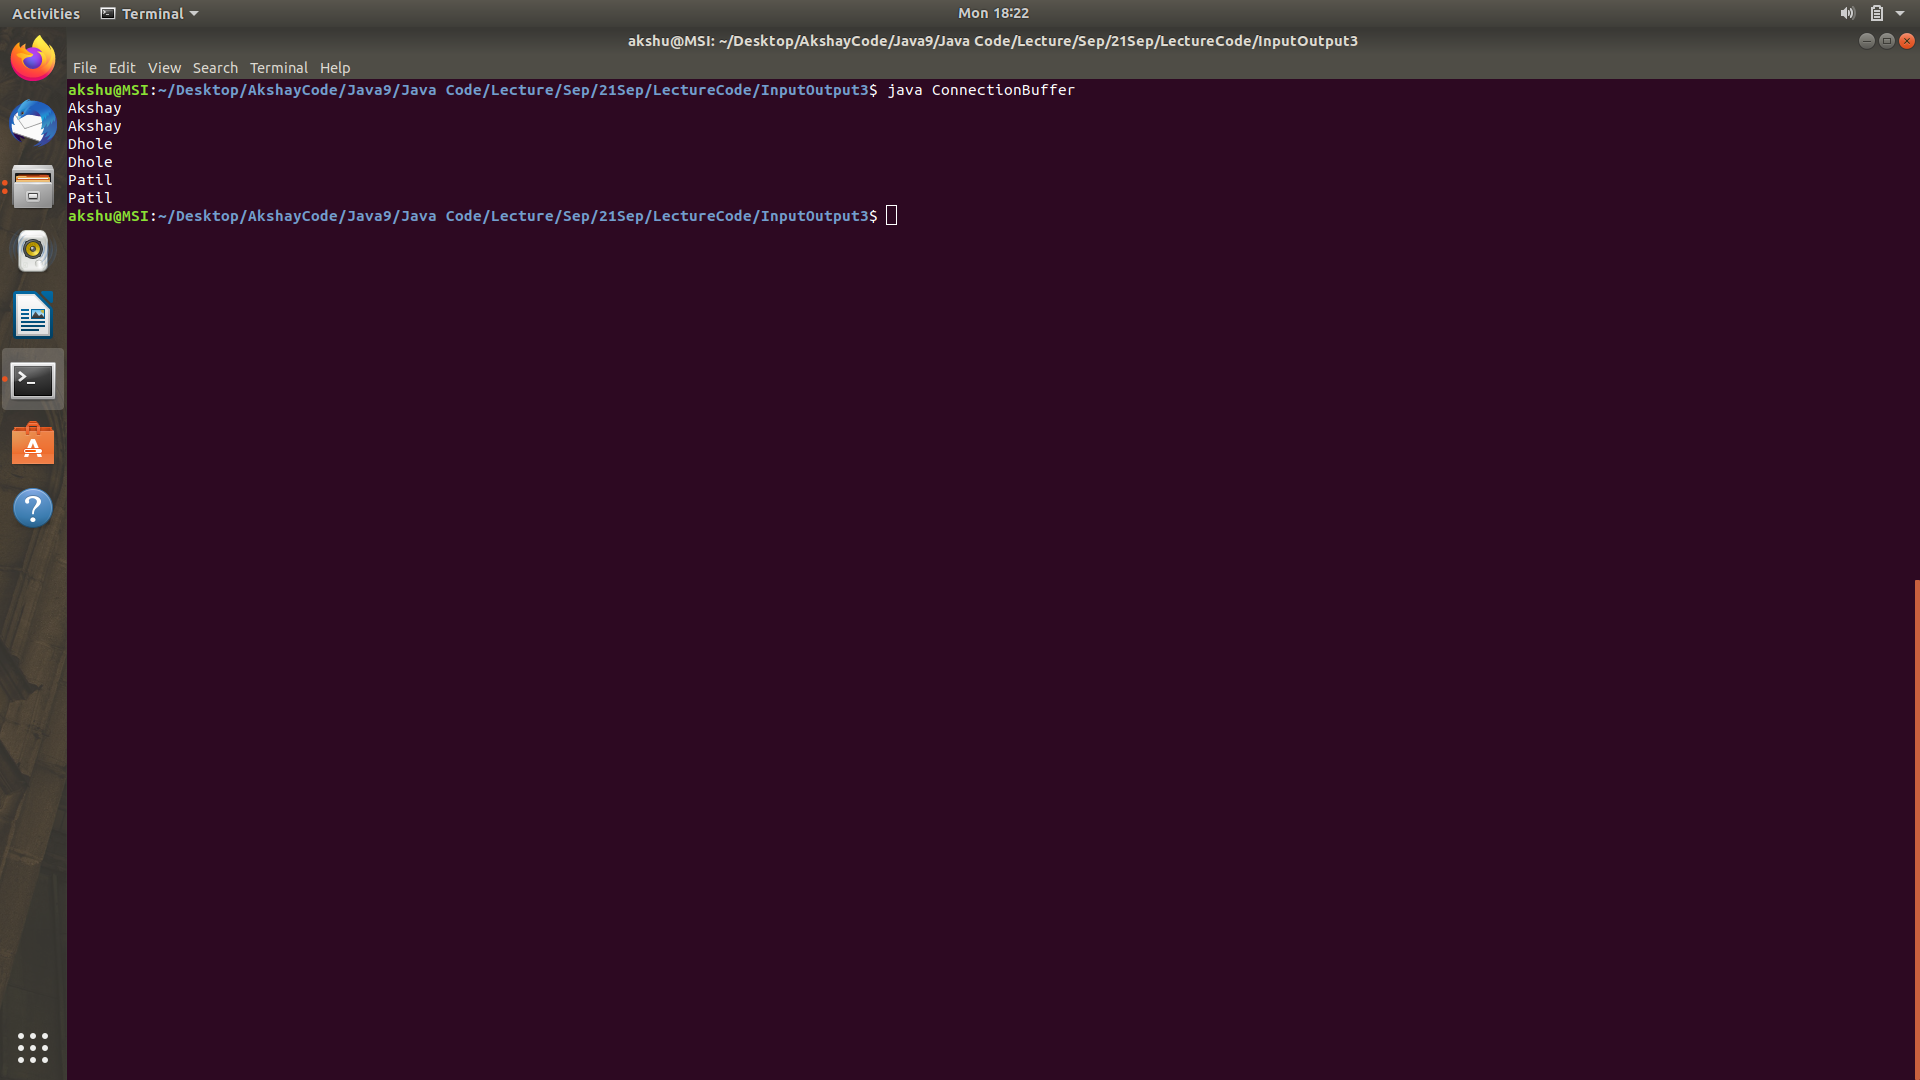 Activities Terminal Mon 18:22
akshu@MSI: ~/Desktop/AkshayCode/Java9/Java Code/Lecture/Sep/21Sep/LectureCode/InputOutput3
File Edit View Search Terminal Help
akshu@MSI:~/Desktop/AkshayCode/Java9/Java Code/Lecture/Sep/21Sep/LectureCode/InputOutput3$ java ConnectionBuffer
Akshay
Akshay
Dhole
Dhole
Patil
Patil
akshu@MSI:~/Desktop/AkshayCode/Java9/Java Code/Lecture/Sep/21Sep/LectureCode/InputOutput3$